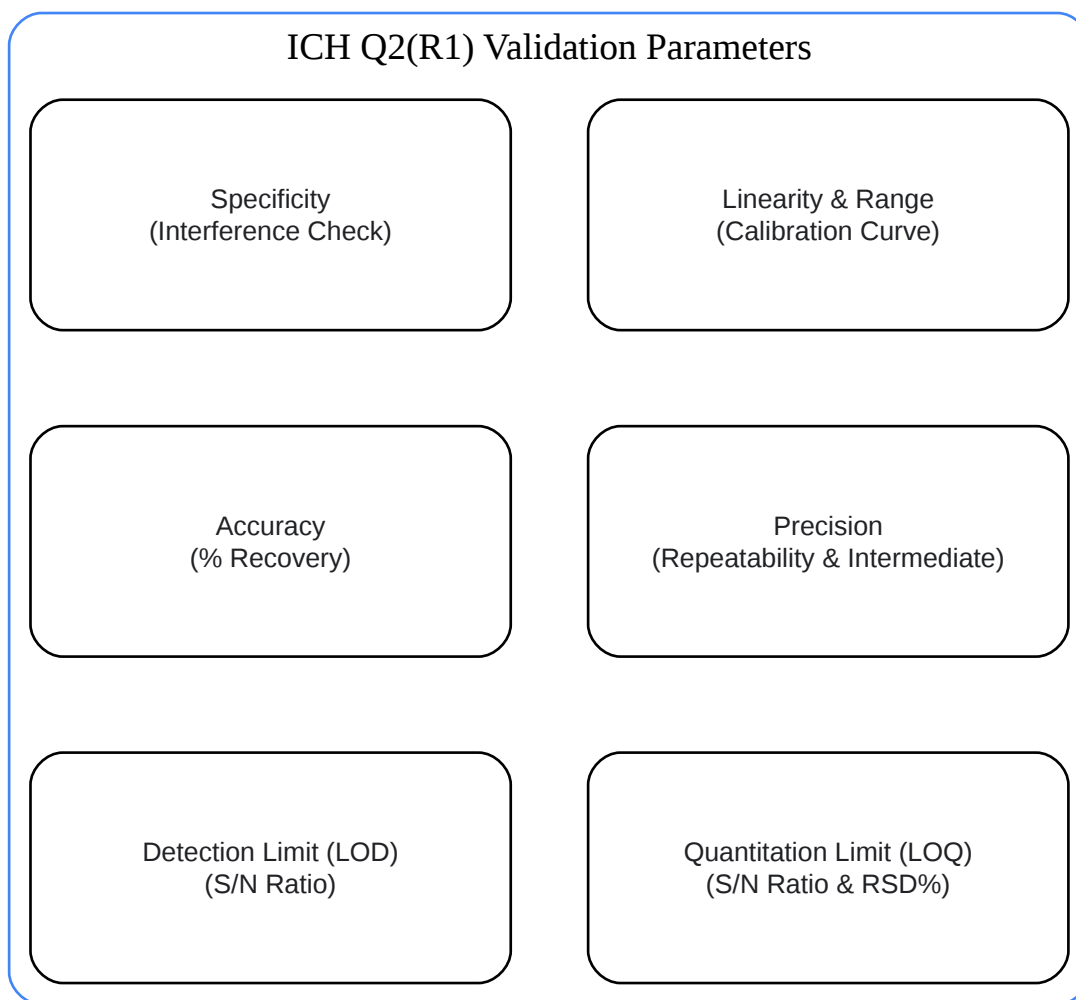 ICH Q2(R1) Validation Parameters
Specificity
(Interference Check)
Linearity & Range
(Calibration Curve)
Accuracy
(% Recovery)
Precision
(Repeatability & Intermediate)
Detection Limit (LOD)
(S/N Ratio)
Quantitation Limit (LOQ)
(S/N Ratio & RSD%)